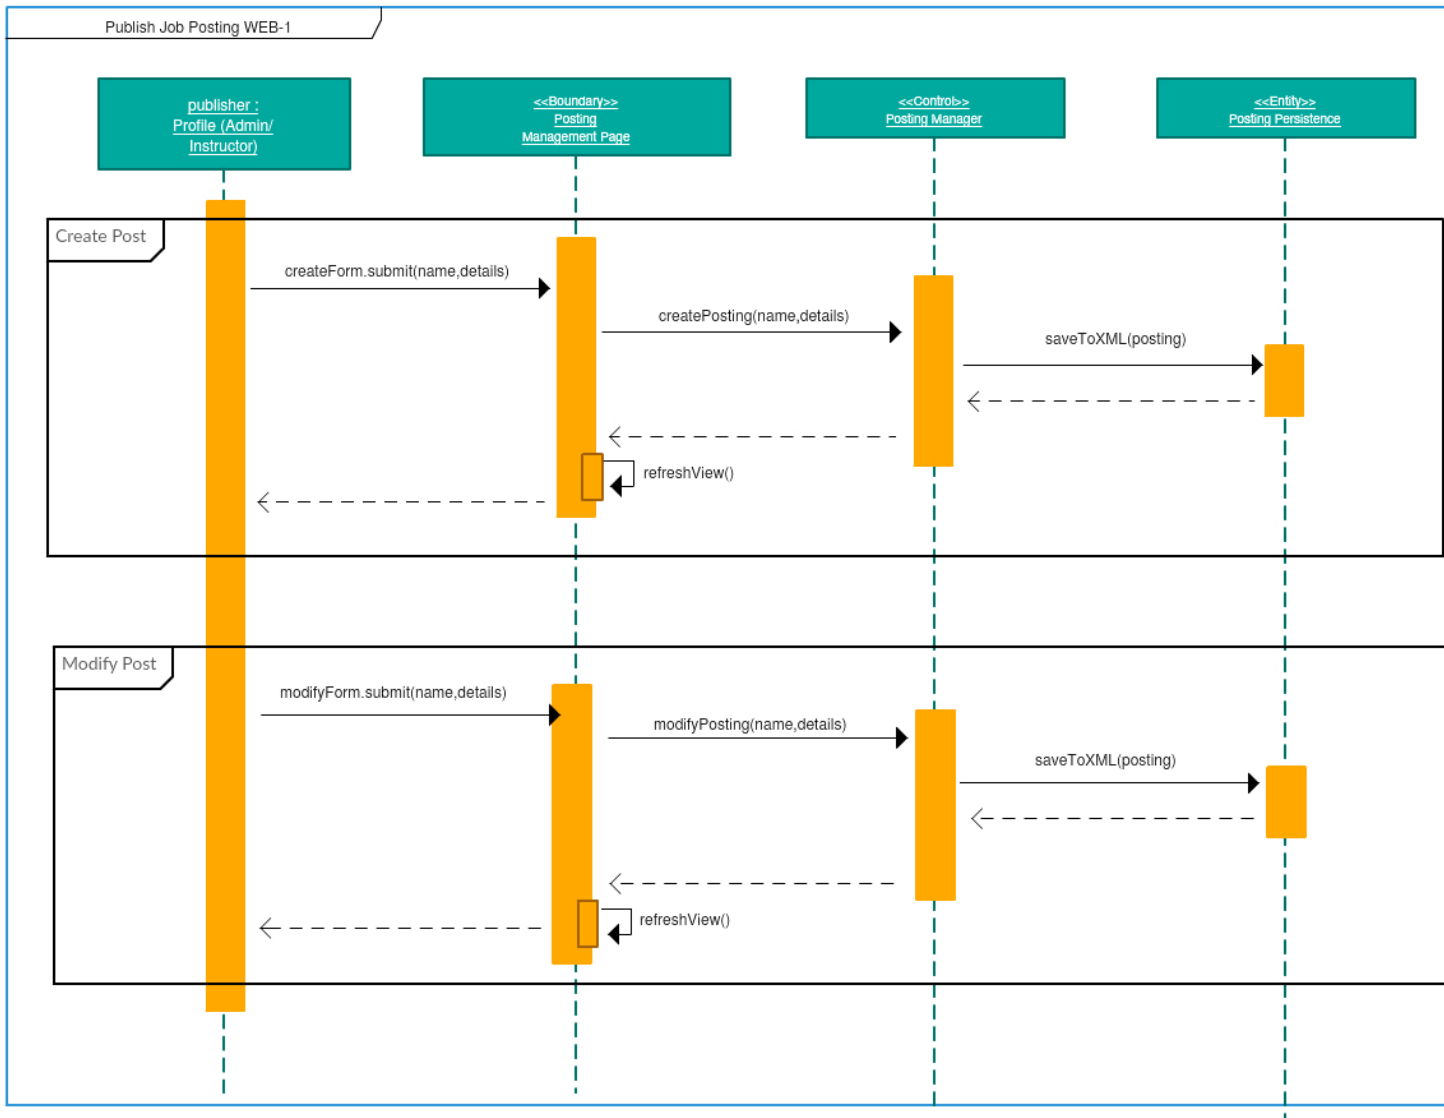 Publish Job Posting WEB-1
publisher :
Profile (Admin/
Instructor)
<<Boundary>>
Posting
Management Page
<<Control>>
Posting Manager
<<Entity>>
Posting Persistence
Create Post
createForm.submit(name,details)
createPosting(name,details)
saveToXML(posting)
refreshView()
Modify Post
modifyForm.submit(name,details)
modifyPosting(name,details)
saveToXML(posting)
refreshView()